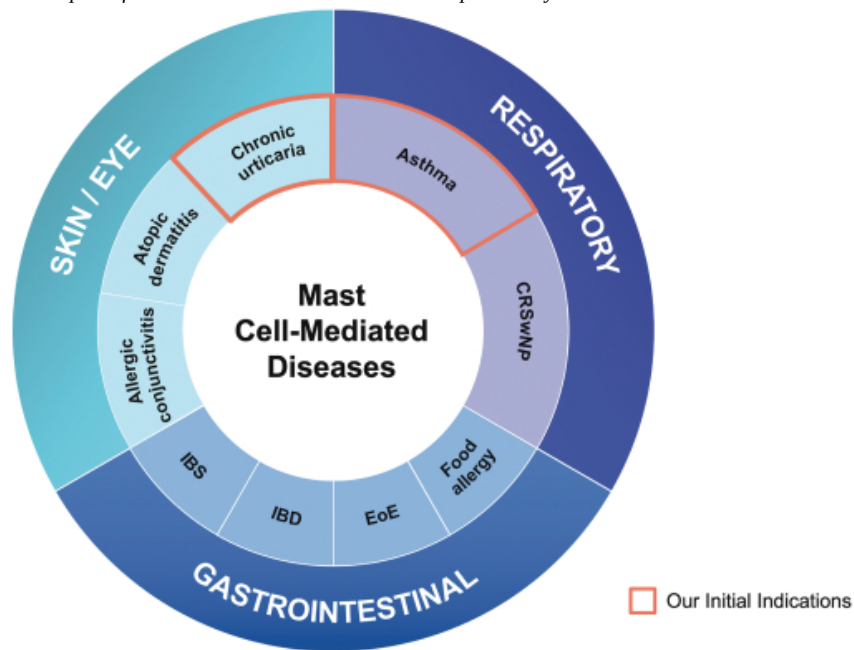 SKIN / EYE
RESPIRATORY
GASTROINTESTINAL
Chronic
urticaria
Asthma
Atopic
dermatitis
CRSwNP
Allergic
conjunctivitis
Mast
Cell-Mediated
Diseases
IBS
IBD
EoE
Food
allergy
Our Initial Indications